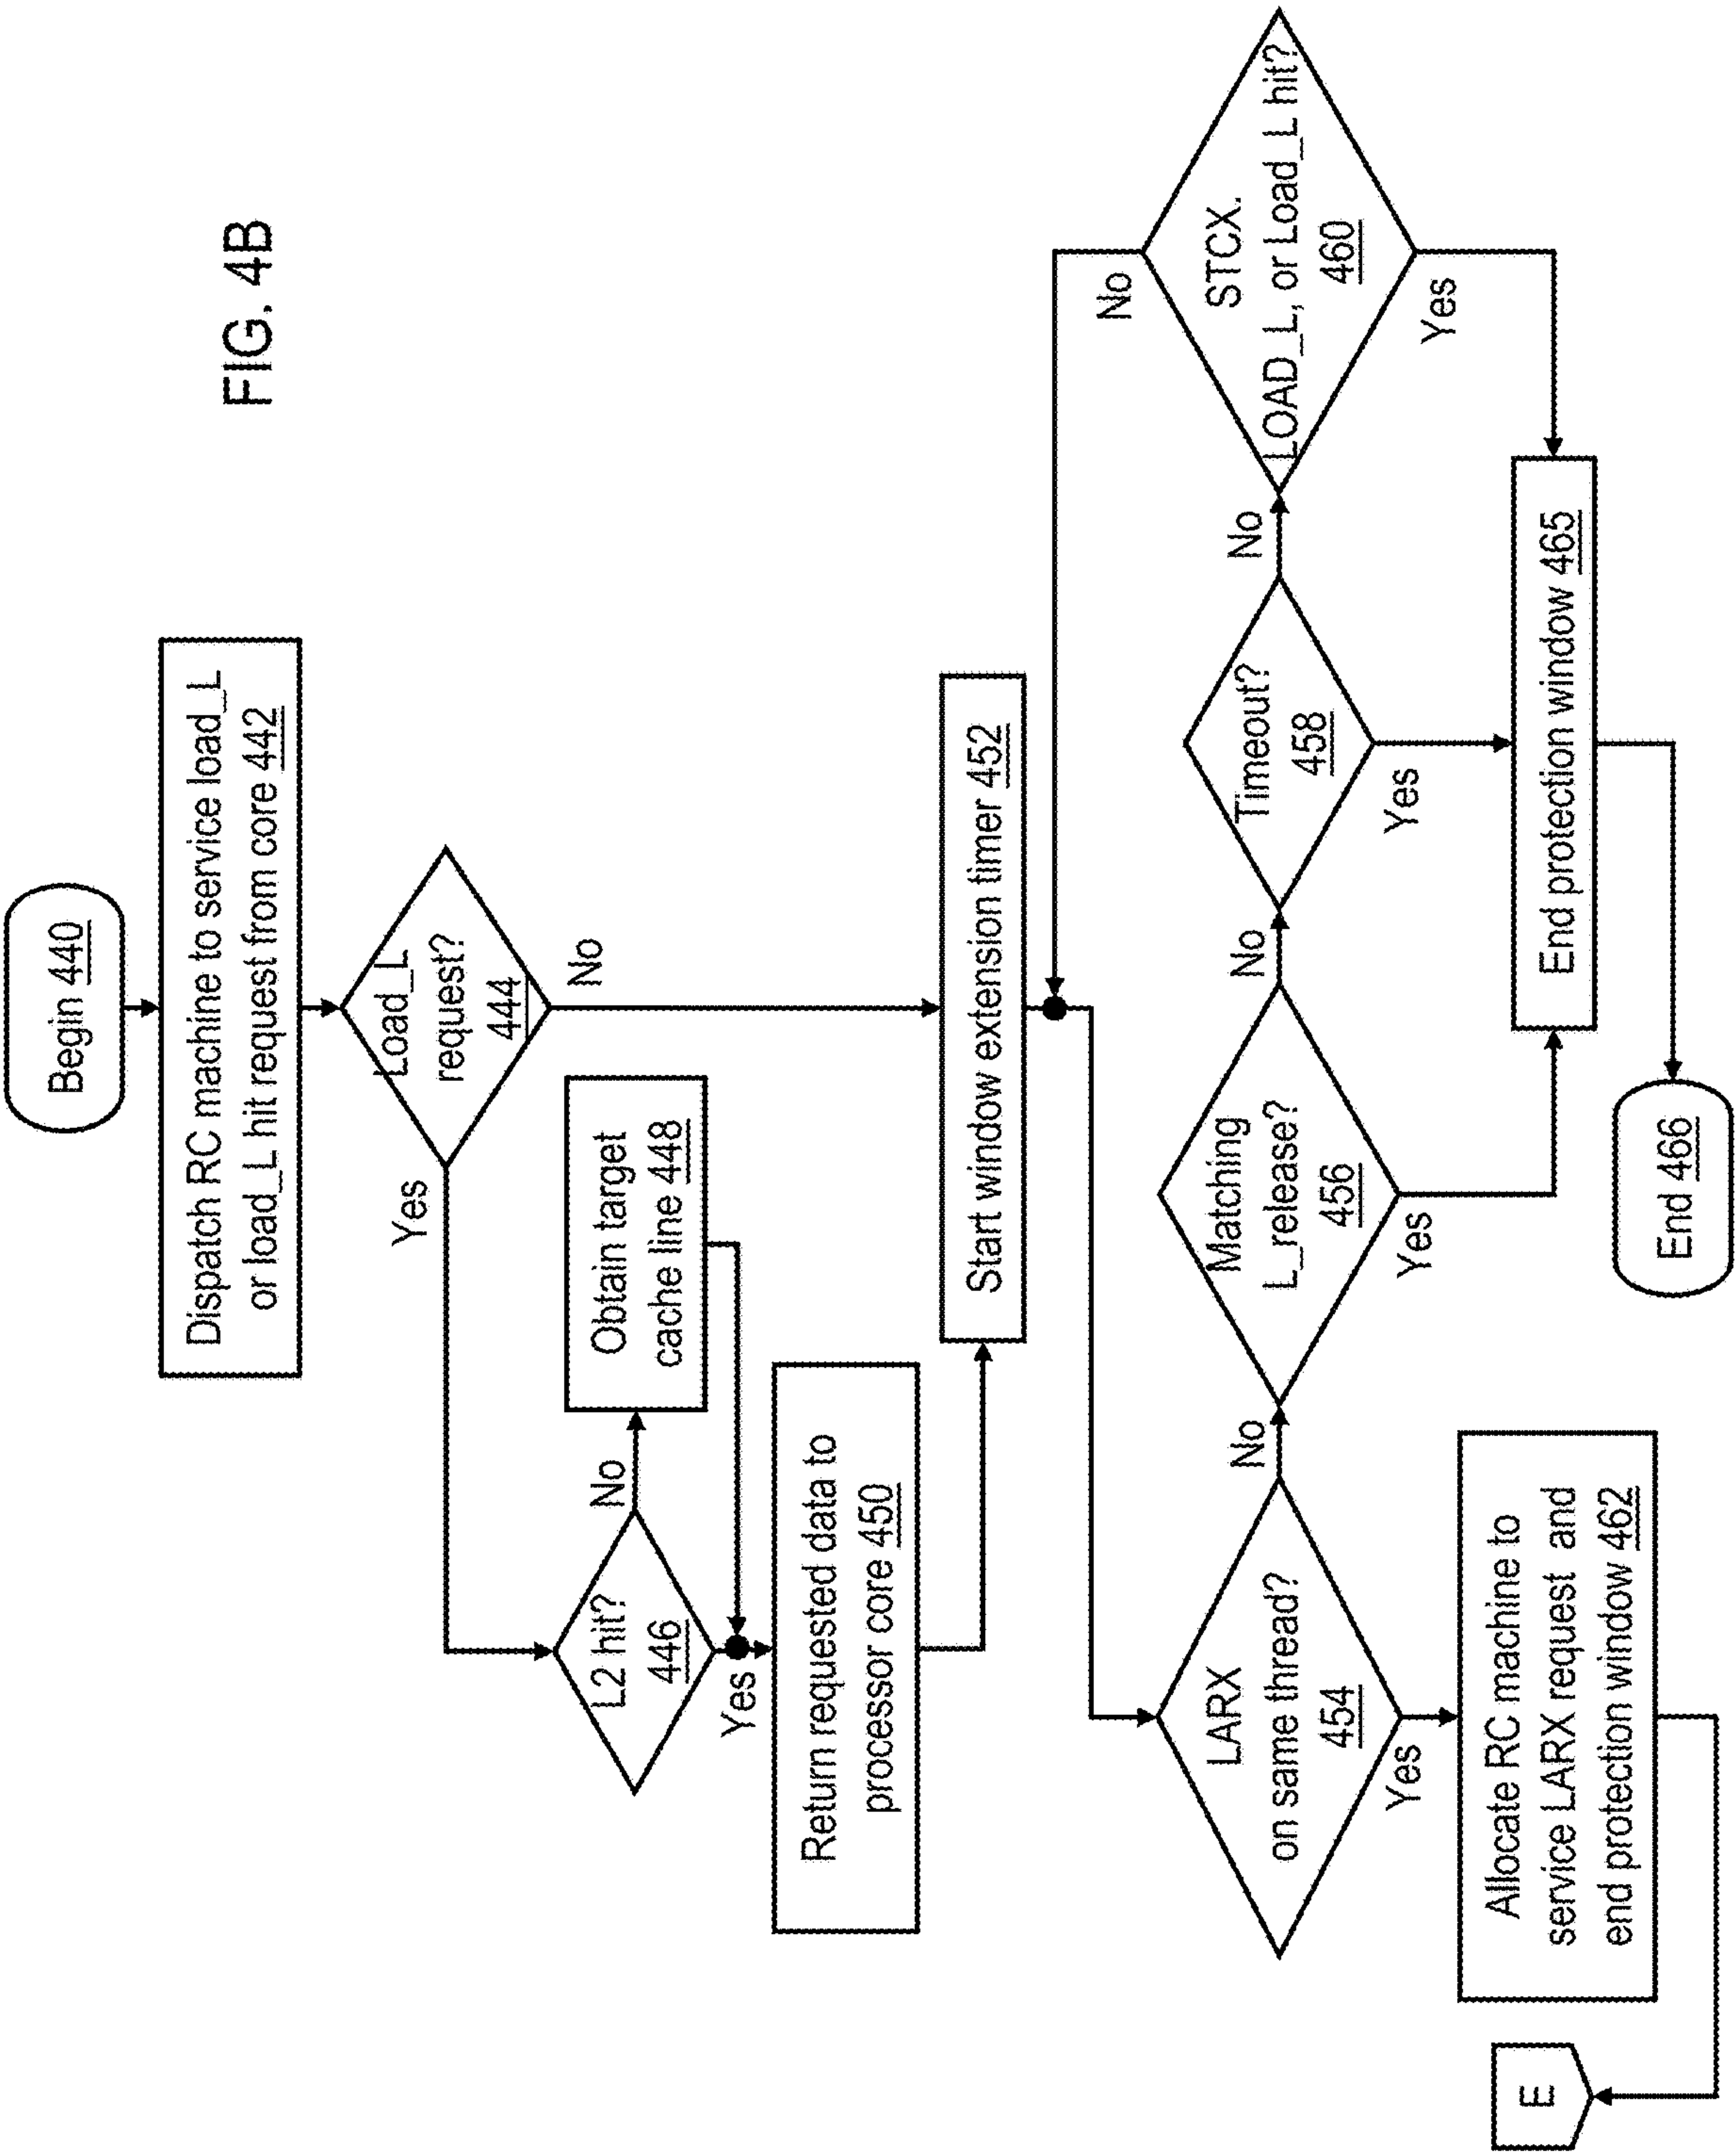 FIG. 4B
Begin 440
Dispatch RC machine to service load_L
or load_L hit request from core 442
Load_L
request?
444
Yes
No
L2 hit?
446
No
Yes
Obtain target
cache line 448
Return requested data to
processor core 450
Start window extension timer 452
LARX
on same thread?
454
No
Yes
Matching
L_release?
456
No
Yes
Timeout?
458
No
Yes
STCX.
LOAD_L, or Load_L hit?
460
No
Yes
Allocate RC machine to
service LARX request and
end protection window 462
End protection window 465
E
End 466